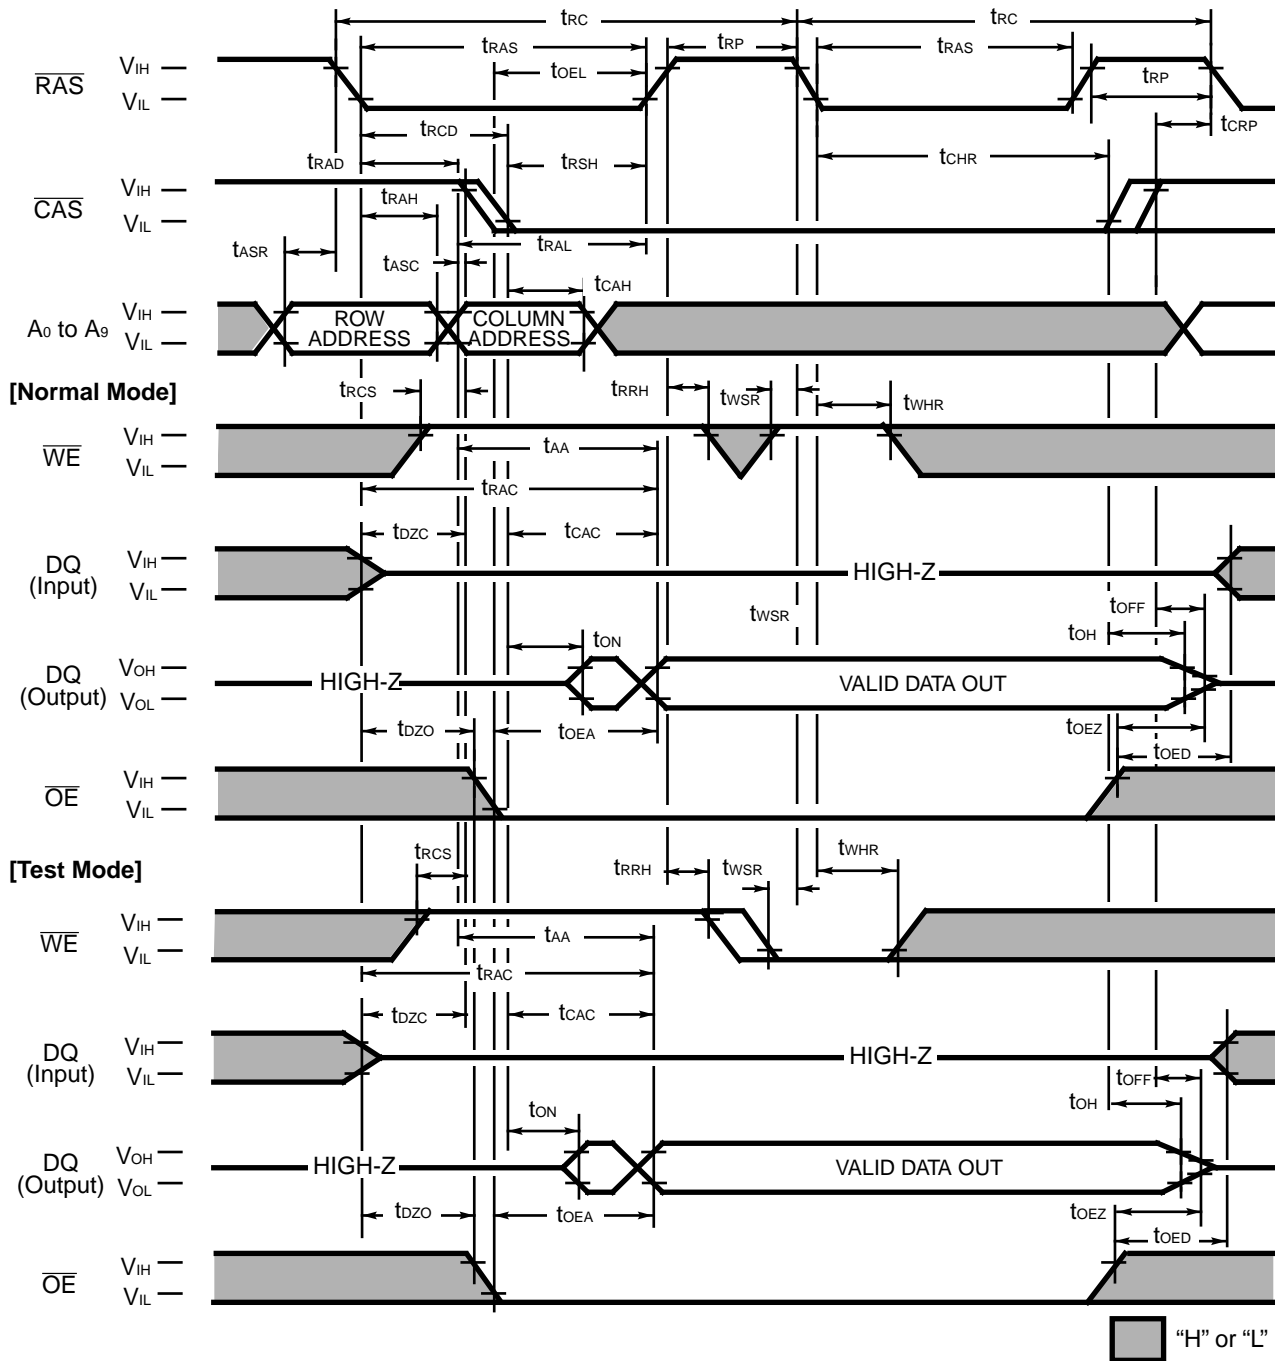 tRC tRC
tRAS tRP tRAS
RAS VIH tOEL tRP
VIL
tRCD tCRP
tRAD tRSH tCHR
CAS VIH tRAH
VIL
tASR tASC tRAL
tCAH
A0 to A9 VIH ROW ADDRESS COLUMN ADDRESS
VIL
[Normal Mode] tRCS tRRH tWSR tWHR
WE VIH
VIL tAA
tRAC
tDZC tCAC
DQ (Input) VIH
VIL HIGH-Z
tWSR tOFF
tON tOH
DQ (Output) VOH
VOL HIGH-Z VALID DATA OUT
tDZO tOEA tOEZ
tOED
OE VIH
VIL
[Test Mode] tRCS tRRH tWSR tWHR
WE VIH
VIL tAA
tRAC
tDZC tCAC
DQ (Input) VIH
VIL HIGH-Z
tOFF
tON tOH
DQ (Output) VOH
VOL HIGH-Z VALID DATA OUT
tDZO tOEA tOEZ
tOED
OE VIH
VIL
“H” or “L”